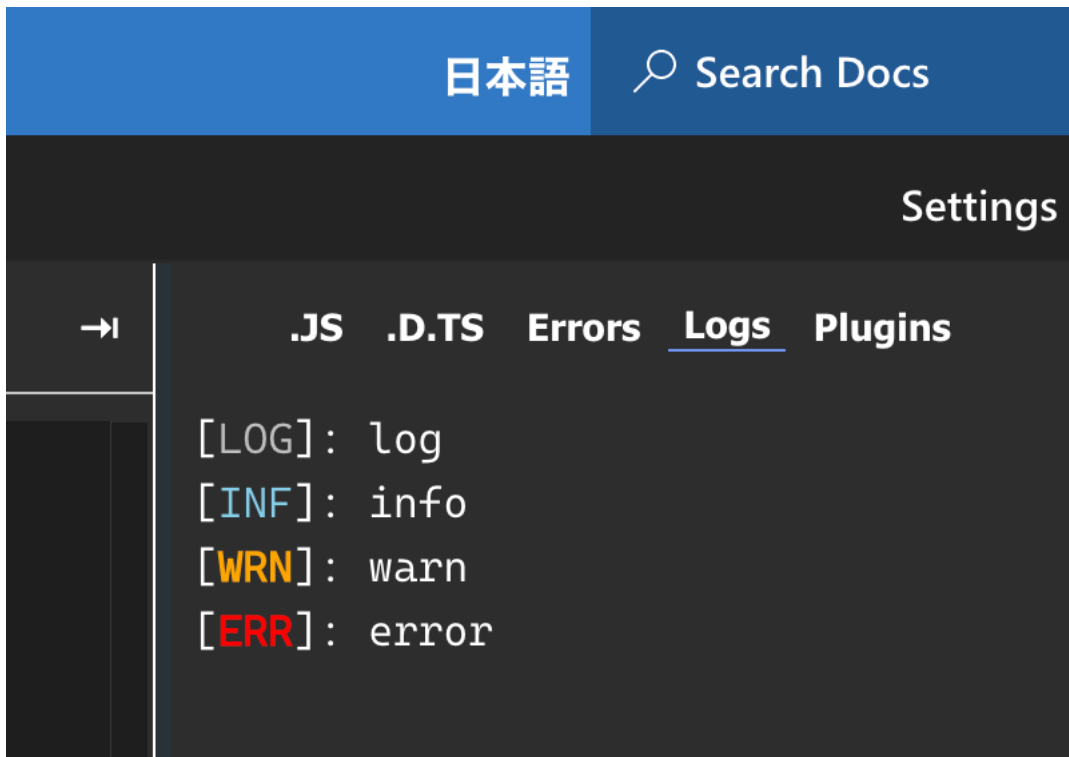 日本語 Search Docs
Settings
.JS .D.TS Errors Logs Plugins
[LOG]: log
[INF]: info
[WRN]: warn
[ERR]: error